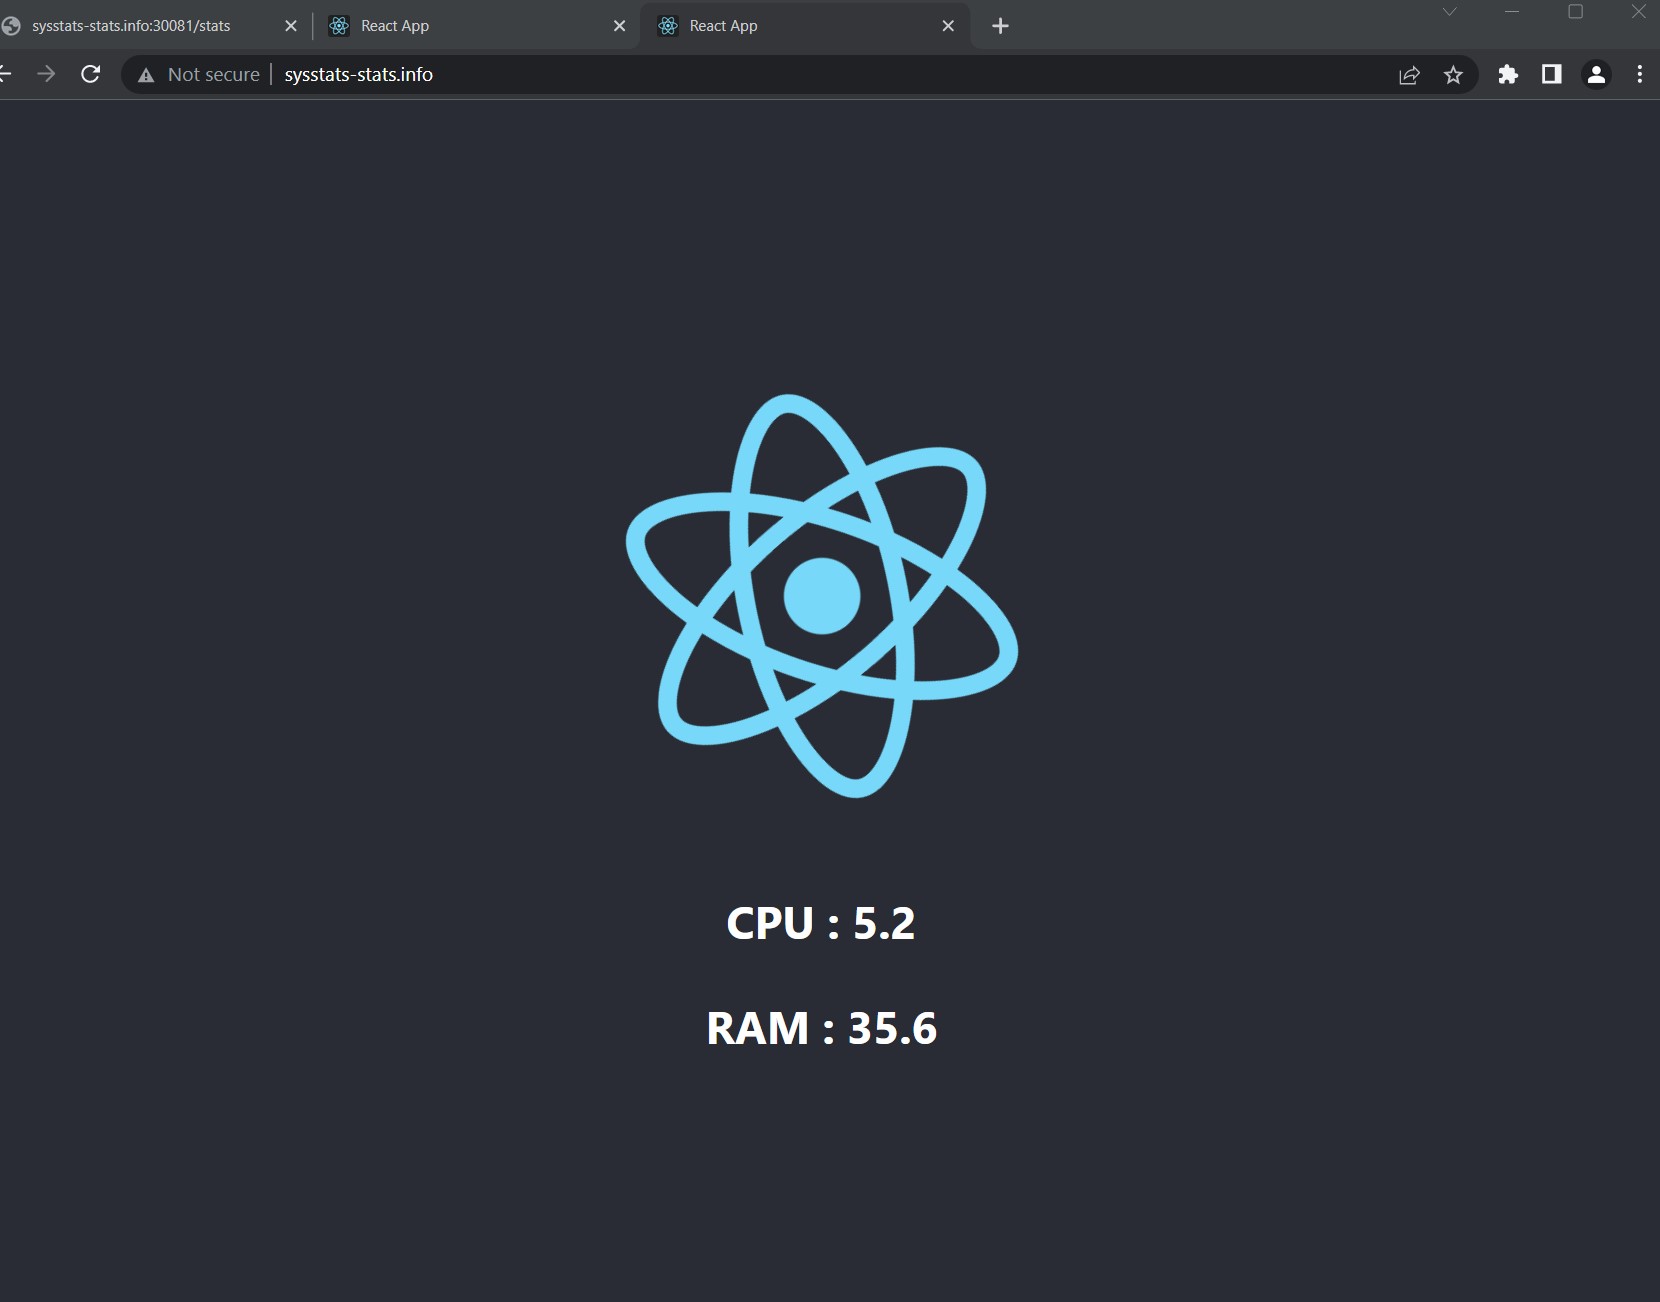 sysstats-stats.info:30081/stats
React App
React App
Not secure
sysstats-stats.info
CPU : 5.2
RAM : 35.6